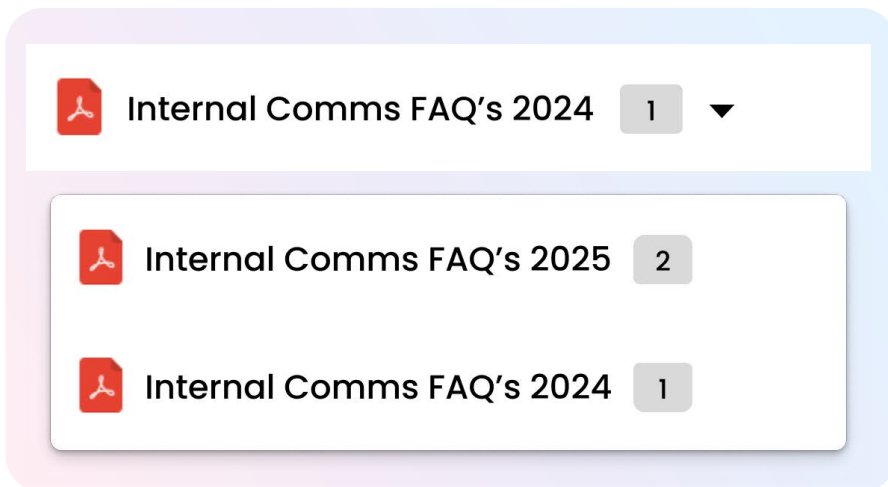 Internal Comms FAQ’s 2024 1
Internal Comms FAQ’s 2025 2
Internal Comms FAQ’s 2024 1